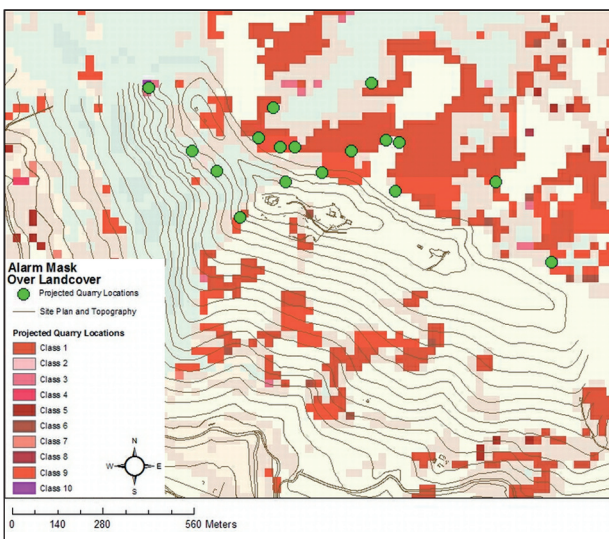 Alarm Mask
Over Landcover
Projected Quarry Locations
Site Plan and Topography
Projected Quarry Locations
Class 1
Class 2
Class 3
Class 4
Class 5
Class 6
Class 7
Class 8
Class 9
Class 10
N
W E
S
0 140 280 560 Meters